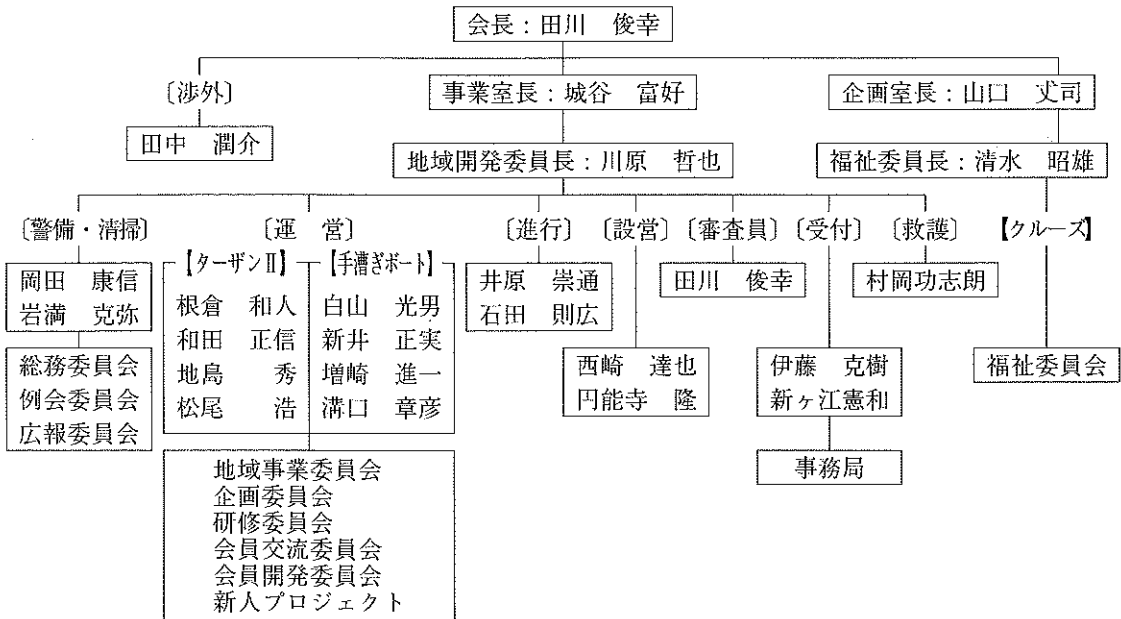 会長：田川　俊幸
〔渉外〕
事業室長：城谷　富好
企画室長：山口　丈司
田中　潤介
地域開発委員長：川原　哲也
福祉委員長：清水　昭雄
〔警備・清掃〕
〔運　営〕
〔進行〕
〔設営〕
〔審査員〕
〔受付〕
〔救護〕
【クルーズ】
岡田　康信
岩満　克弥
総務委員会
例会委員会
広報委員会
【ターザンⅡ】
根倉　和人
和田　正信
地島　　秀
松尾　　浩
【手漕ぎボート】
白山　光男
新井　正実
増崎　進一
溝口　章彦
地域事業委員会
企画委員会
研修委員会
会員交流委員会
会員開発委員会
新人プロジェクト
井原　崇通
石田　則広
西崎　達也
円能寺　隆
田川　俊幸
伊藤　克樹
新ヶ江憲和
事務局
村岡功志朗
福祉委員会